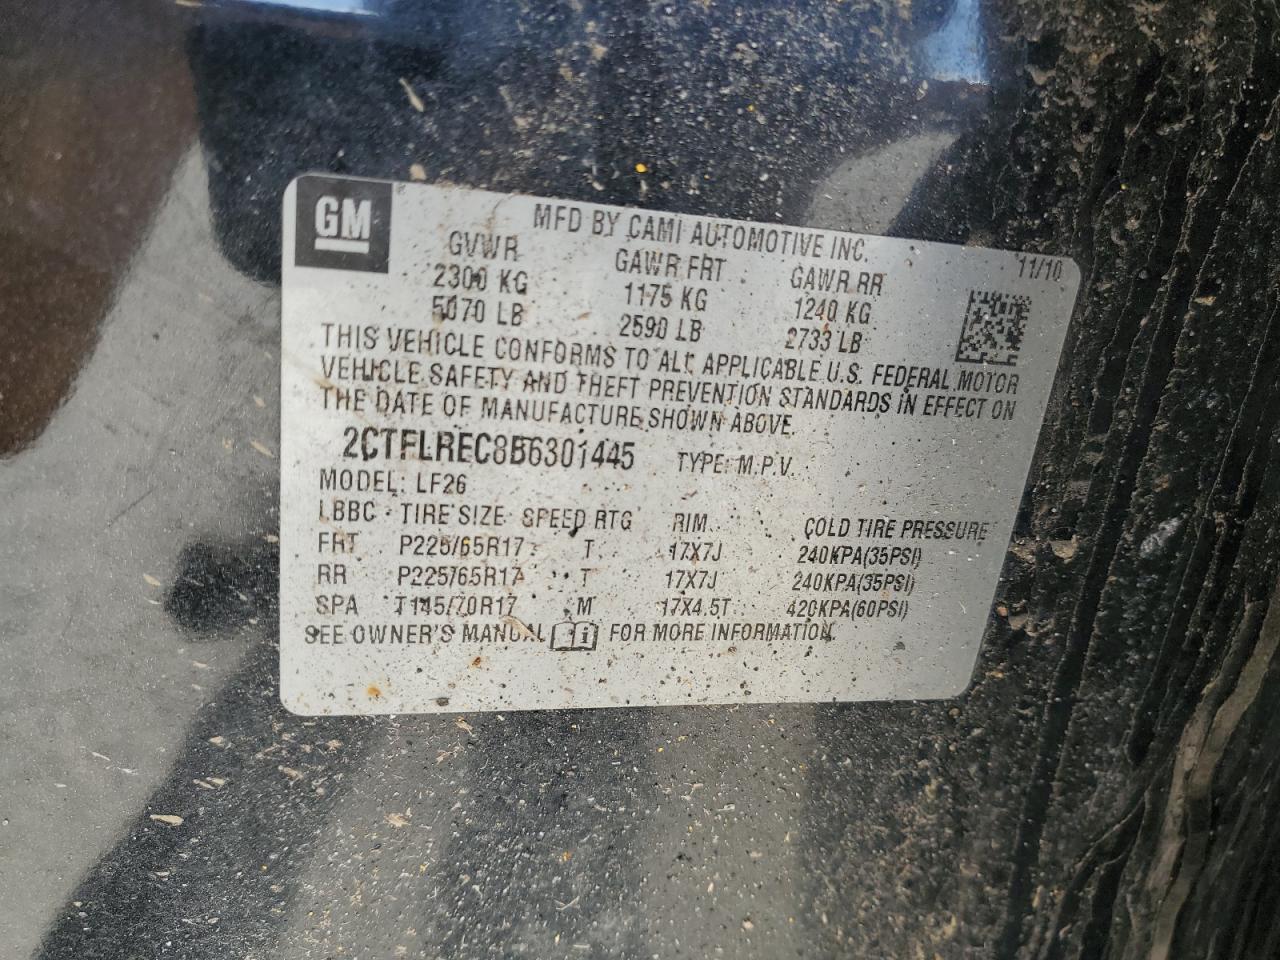 GM
MFD BY CAMI AUTOMOTIVE INC.
11/10
GVWR GAWR FRT GAWR RR
2300 KG 1175 KG 1240 KG
5070 LB 2590 LB 2733 LB
THIS VEHICLE CONFORMS TO ALL APPLICABLE U.S. FEDERAL MOTOR
VEHICLE SAFETY AND THEFT PREVENTION STANDARDS IN EFFECT ON
THE DATE OF MANUFACTURE SHOWN ABOVE.
2CTFLREC8B6301445 TYPE: M.P.V.
MODEL: LF26
LBBC TIRE SIZE SPEED RTG RIM COLD TIRE PRESSURE
FRT P225/65R17 T 17X7J 240KPA(35PSI)
RR P225/65R17 T 17X7J 240KPA(35PSI)
SPA T145/70R17 M 17X4.5T 420KPA(60PSI)
SEE OWNER'S MANUAL FOR MORE INFORMATION.